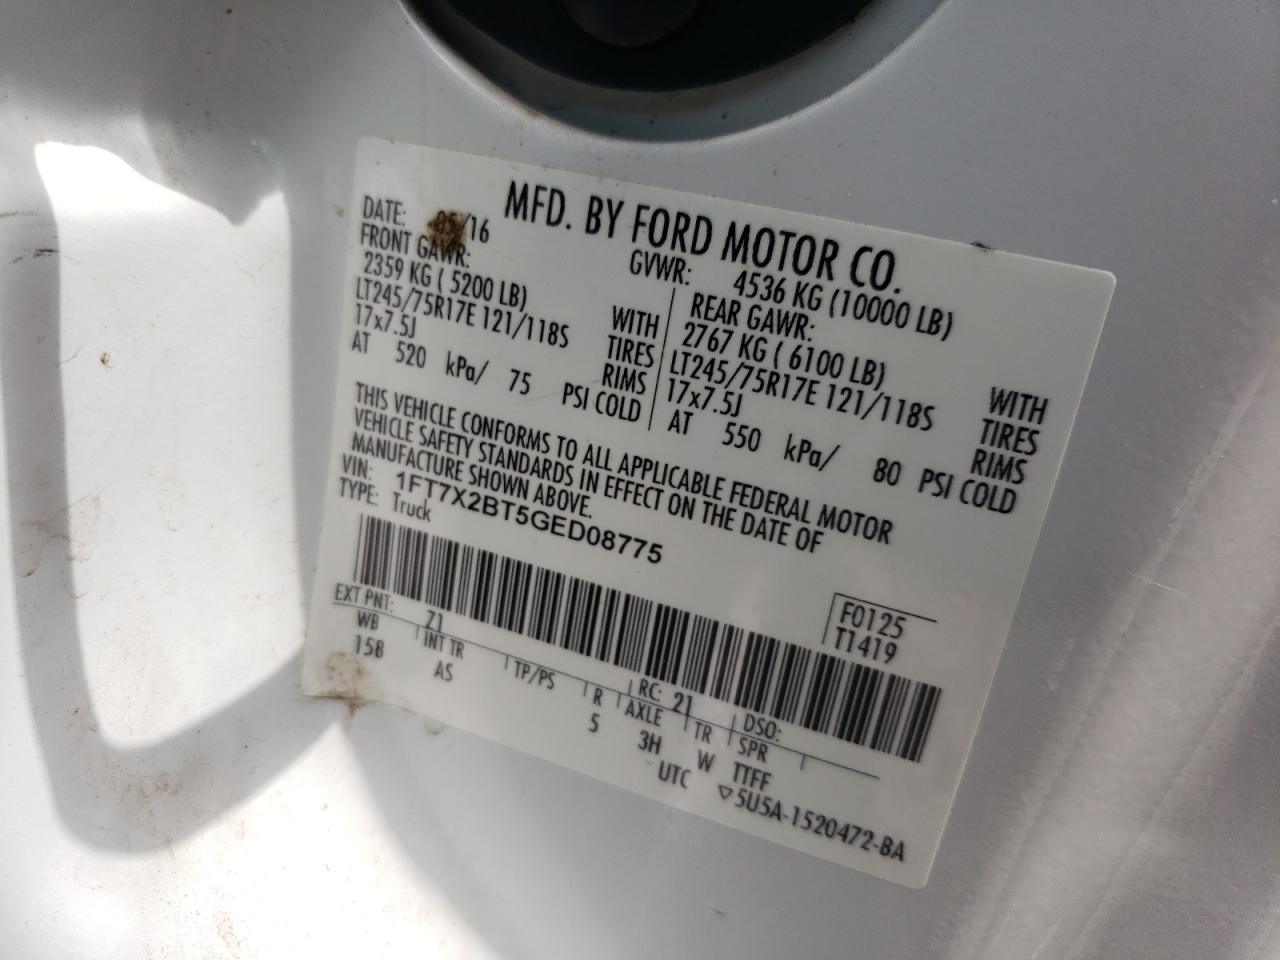 MFD. BY FORD MOTOR CO.
DATE: 05/16 GVWR: 4536 KG (10000 LB)
FRONT GAWR: REAR GAWR:
2359 KG ( 5200 LB) WITH 2767 KG ( 6100 LB) WITH
LT245/75R17E 121/118S TIRES LT245/75R17E 121/118S TIRES
17x7.5J RIMS 17x7.5J RIMS
AT 520 kPa/ 75 PSI COLD AT 550 kPa/ 80 PSI COLD
THIS VEHICLE CONFORMS TO ALL APPLICABLE FEDERAL MOTOR
VEHICLE SAFETY STANDARDS IN EFFECT ON THE DATE OF
MANUFACTURE SHOWN ABOVE.
VIN: 1FT7X2BT5GED08775
TYPE: Truck
F0125
T1419
EXT PNT: Z1 RC: 21 DSO:
WB INT TR TP/PS R AXLE TR SPR
15B AS 5 3H W TTFF
UTC ▽5U5A-1520472-BA